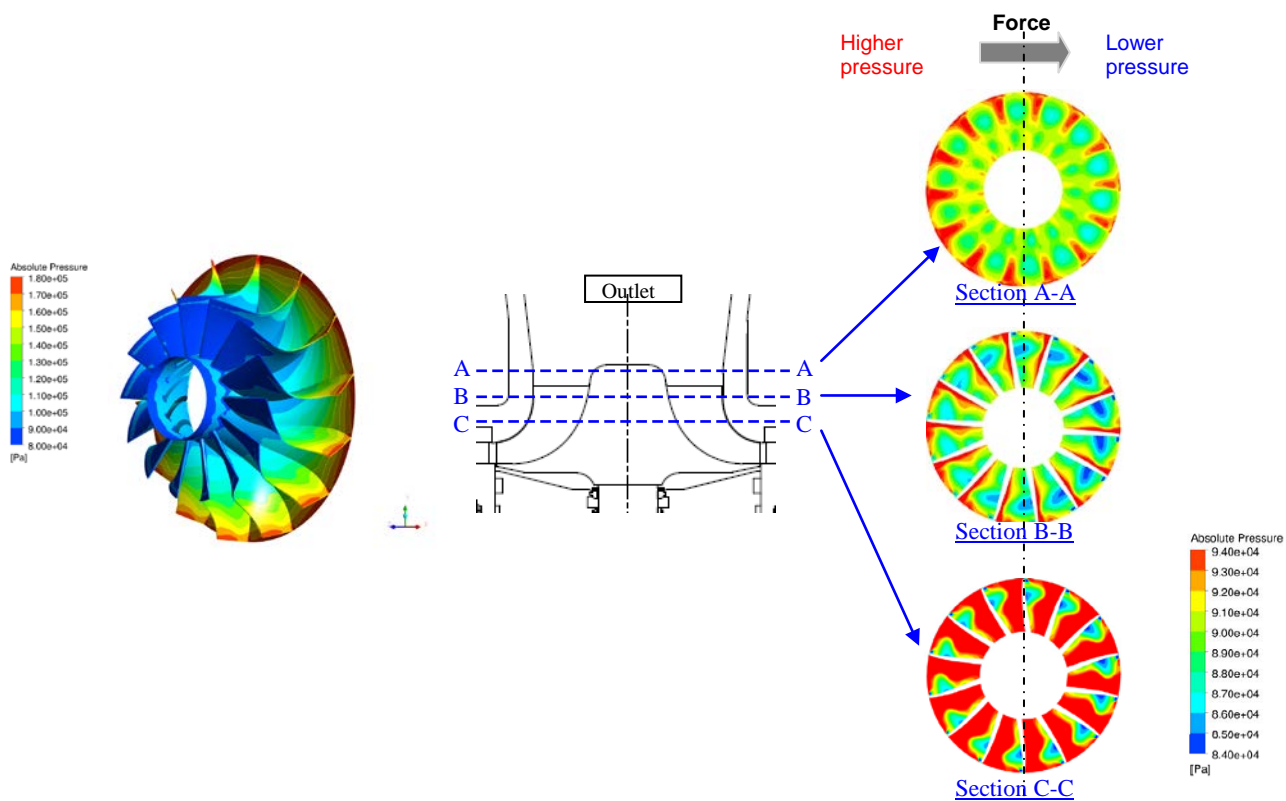 Force
Higher
pressure
Lower
pressure
Absolute Pressure
1.80e+05
1.70e+05
1.60e+05
1.50e+05
1.40e+05
1.30e+05
1.20e+05
1.10e+05
1.00e+05
9.00e+04
8.00e+04
[Pa]
Outlet
A A
B B
C C
Section A-A
Section B-B
Section C-C
Absolute Pressure
9.40e+04
9.30e+04
9.20e+04
9.10e+04
9.00e+04
8.90e+04
8.80e+04
8.70e+04
8.60e+04
8.50e+04
8.40e+04
[Pa]